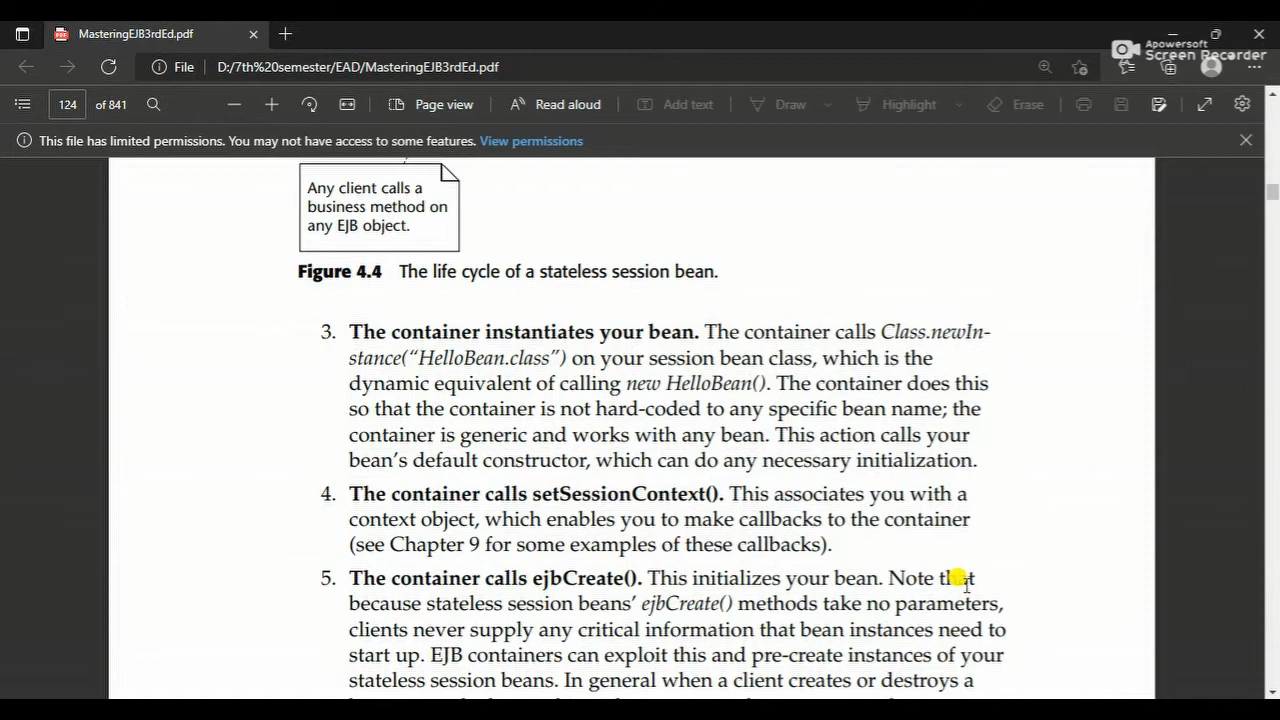 MasteringEJB3rdEd.pdf
Apowersoft
Screen Recorder
File D:/7th%20semester/EAD/MasteringEJB3rdEd.pdf
124 of 841 Page view Read aloud Add text Draw Highlight Erase
This file has limited permissions. You may not have access to some features. View permissions
Any client calls a
business method on
any EJB object.
Figure 4.4 The life cycle of a stateless session bean.
3. The container instantiates your bean. The container calls Class.newIn-
stance(“HelloBean.class”) on your session bean class, which is the
dynamic equivalent of calling new HelloBean(). The container does this
so that the container is not hard-coded to any specific bean name; the
container is generic and works with any bean. This action calls your
bean’s default constructor, which can do any necessary initialization.
4. The container calls setSessionContext(). This associates you with a
context object, which enables you to make callbacks to the container
(see Chapter 9 for some examples of these callbacks).
5. The container calls ejbCreate(). This initializes your bean. Note that
because stateless session beans’ ejbCreate() methods take no parameters,
clients never supply any critical information that bean instances need to
start up. EJB containers can exploit this and pre-create instances of your
stateless session beans. In general when a client creates or destroys a